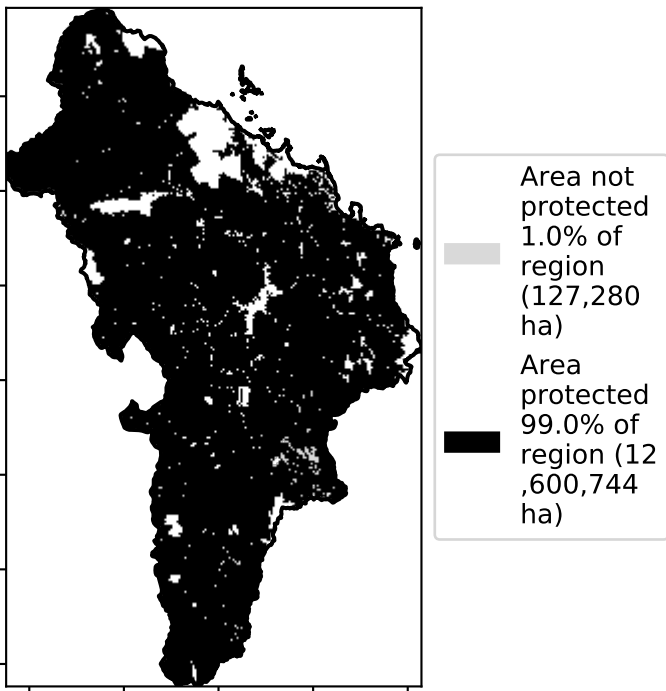 Area not
protected
1.0% of
region
(127,280
ha)
Area
protected
99.0% of
region (12
,600,744
ha)